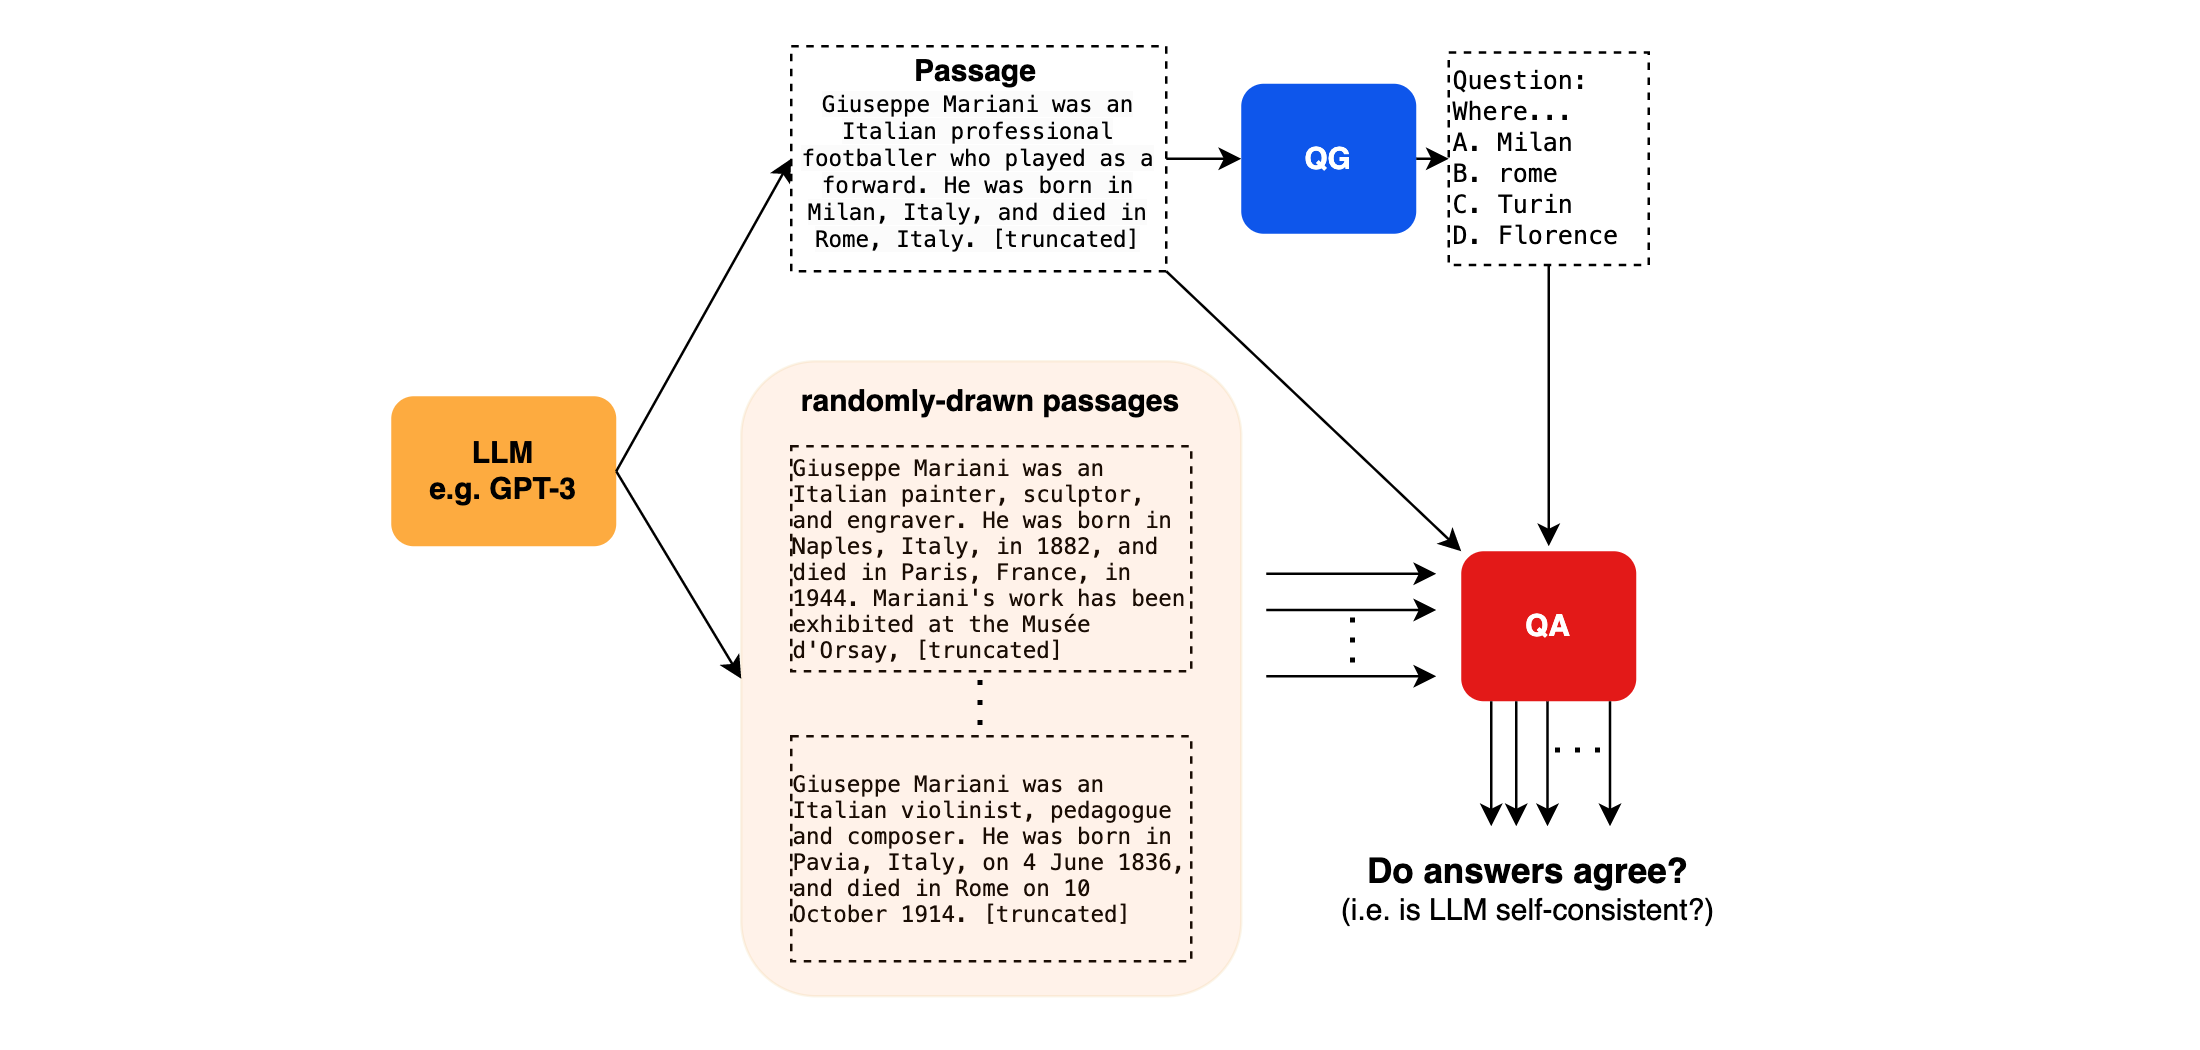 Passage
Giuseppe Mariani was an
Italian professional
footballer who played as a
forward. He was born in
Milan, Italy, and died in
Rome, Italy. [truncated]
QG
Question:
Where...
A. Milan
B. rome
C. Turin
D. Florence
LLM
e.g. GPT-3
randomly-drawn passages
Giuseppe Mariani was an
Italian painter, sculptor,
and engraver. He was born in
Naples, Italy, in 1882, and
died in Paris, France, in
1944. Mariani's work has been
exhibited at the Musée
d'Orsay, [truncated]
Giuseppe Mariani was an
Italian violinist, pedagogue
and composer. He was born in
Pavia, Italy, on 4 June 1836,
and died in Rome on 10
October 1914. [truncated]
QA
Do answers agree?
(i.e. is LLM self-consistent?)